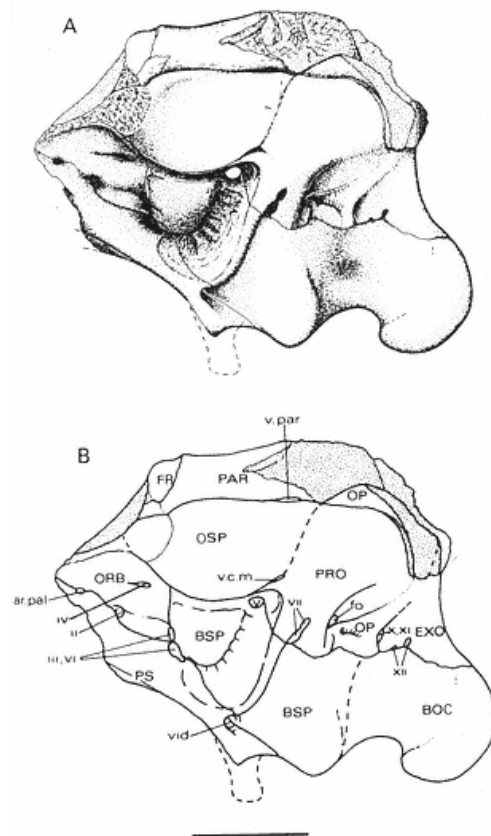 A
v. par
B
FR
PAR
OP
OSP
v.c.m
PRO
ORB
ar.pal
IV
II
V
VII
fo
BSP
OP
X,XI
EXO
III, VI
XII
PS
BSP
BOC
vid